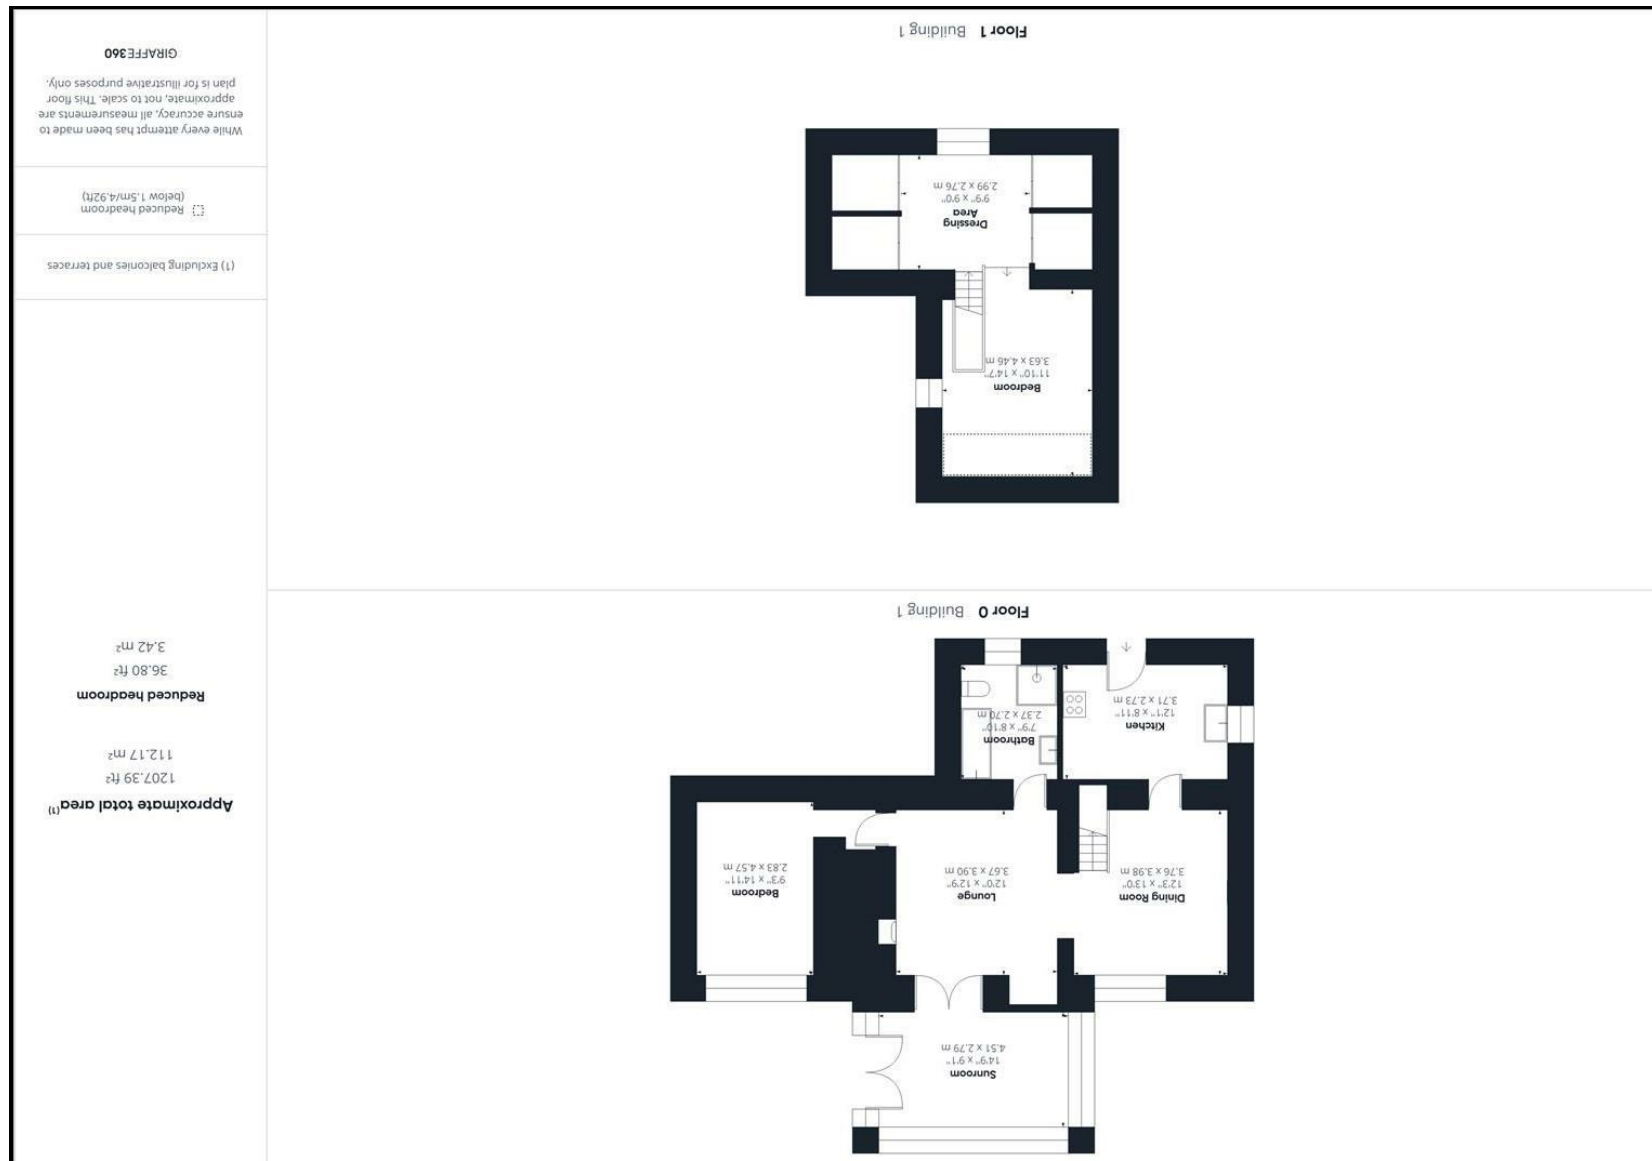 Floor 0 Building 1
Sunroom
14'9" x 9'1"
4.51 x 2.79 m
Dining Room
12'3" x 13'0"
3.76 x 3.98 m
Lounge
12'0" x 12'9"
3.67 x 3.90 m
Bedroom
9'3" x 14'11"
2.83 x 4.57 m
Kitchen
12'1" x 8'11"
3.71 x 2.73 m
Bathroom
7'9" x 8'10"
2.37 x 2.70 m
Floor 1 Building 1
Bedroom
11'10" x 14'7"
3.63 x 4.46 m
Dressing
Area
9'9" x 9'0"
2.99 x 2.76 m
Approximate total area(1)
1207.39 ft²
112.17 m²
Reduced headroom
36.80 ft²
3.42 m²
(1) Excluding balconies and terraces
Reduced headroom
(below 1.5m/4.92ft)
While every attempt has been made to
ensure accuracy, all measurements are
approximate, not to scale. This floor
plan is for illustrative purposes only.
GIRAFFE360